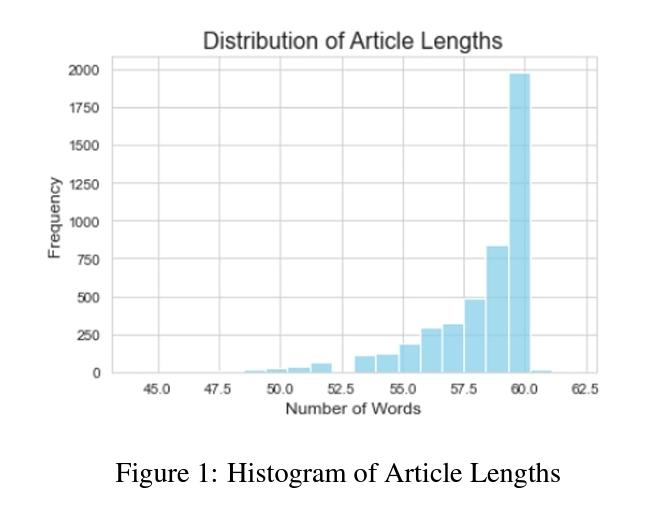 Distribution of Article Lengths
2000
1750
1500
1250
1000
750
500
250
0
Frequency
45.0 47.5 50.0 52.5 55.0 57.5 60.0 62.5
Number of Words
Figure 1: Histogram of Article Lengths